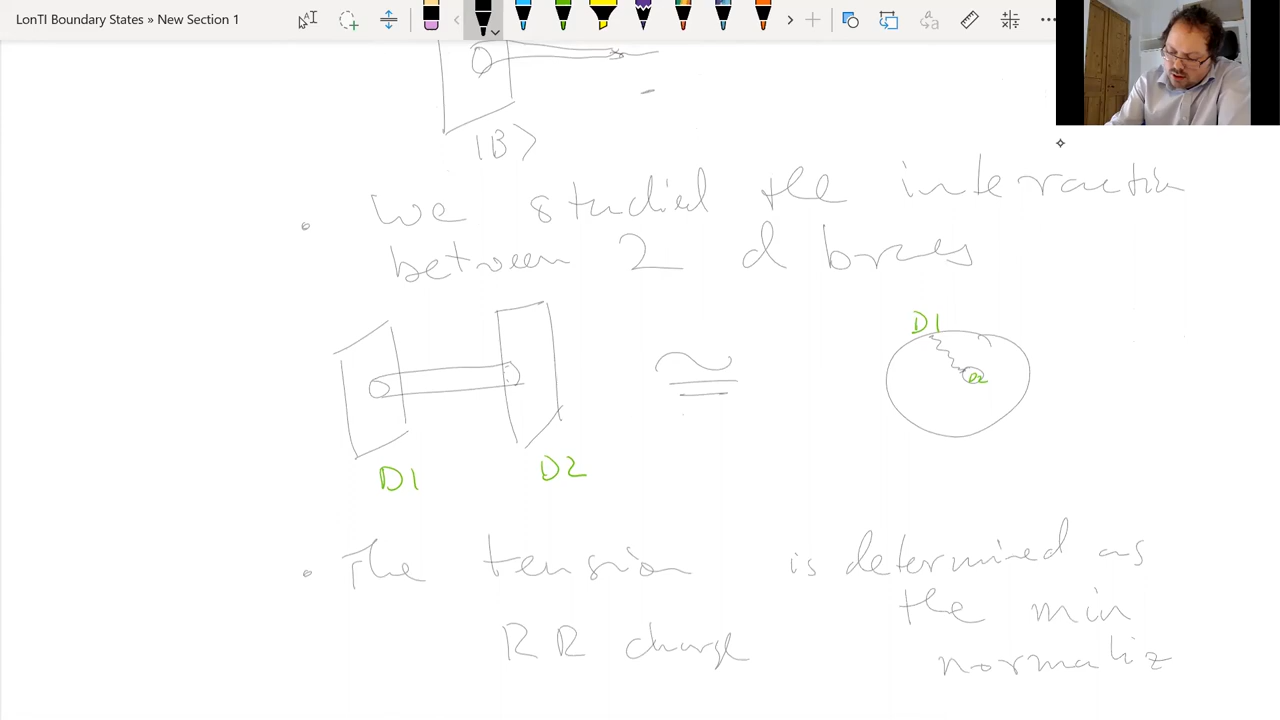 LonTI Boundary States » New Section 1
|B⟩
• We studied the interaction
between 2 d branes
D1
D2
D1
D2
• The tension is determined as
the min
RR charge
normaliz